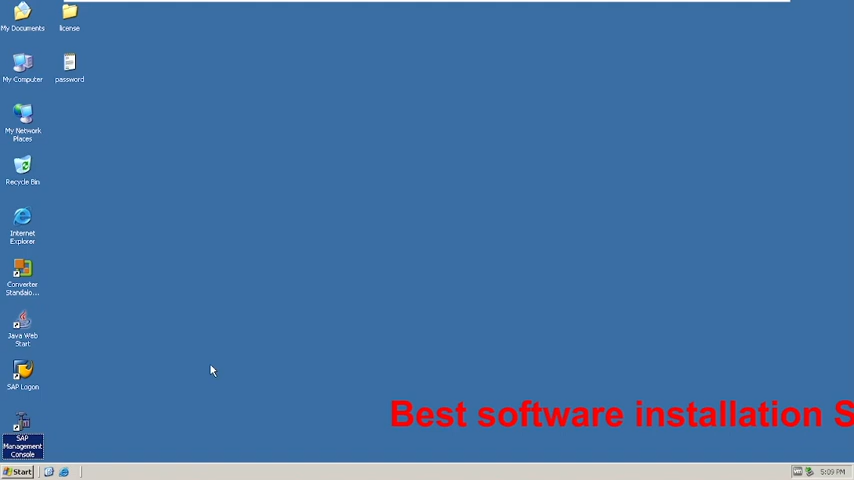 My Documents
license
My Computer
password
My Network
Places
Recycle Bin
Internet
Explorer
Converter
Standalo...
Java Web
Start
SAP Logon
Best software installation S
SAP
Management
Console
Start
5:09 PM